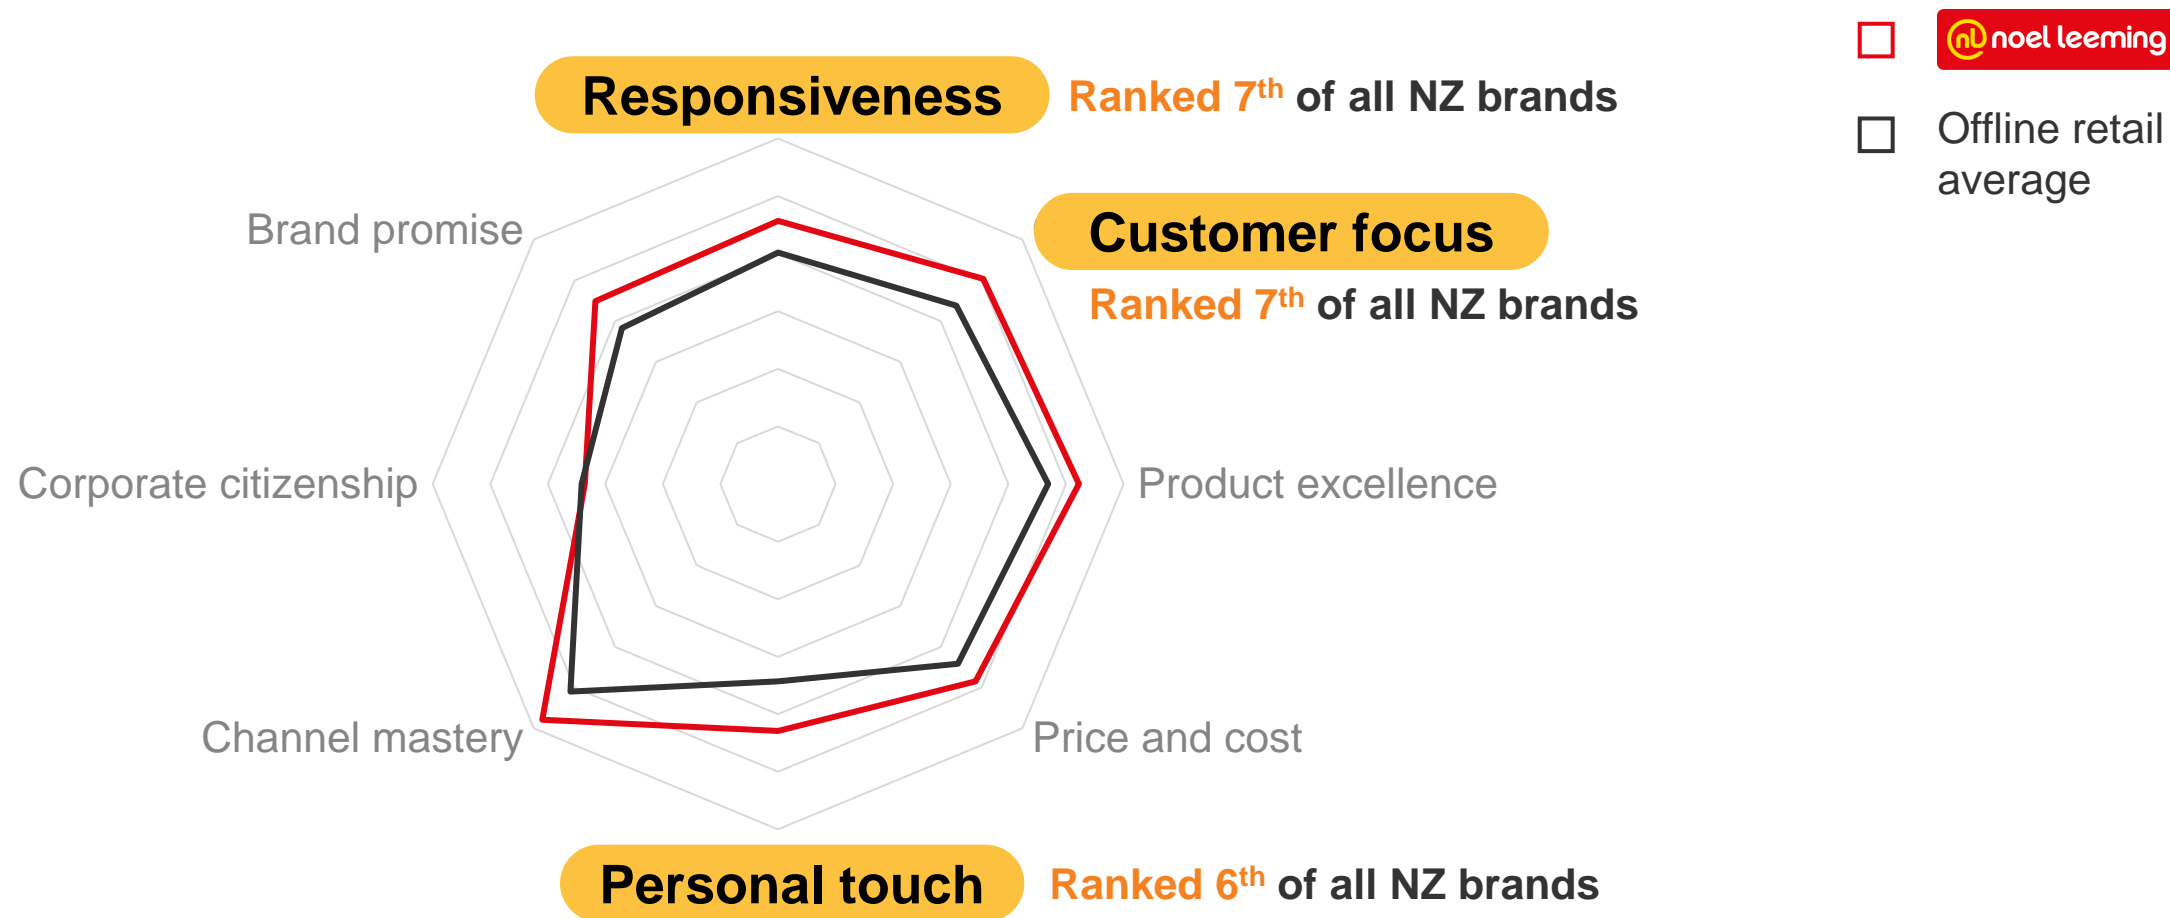 nl noel leeming
Offline retail
average
Responsiveness
Ranked 7th of all NZ brands
Customer focus
Ranked 7th of all NZ brands
Brand promise
Corporate citizenship
Product excellence
Channel mastery
Price and cost
Personal touch
Ranked 6th of all NZ brands